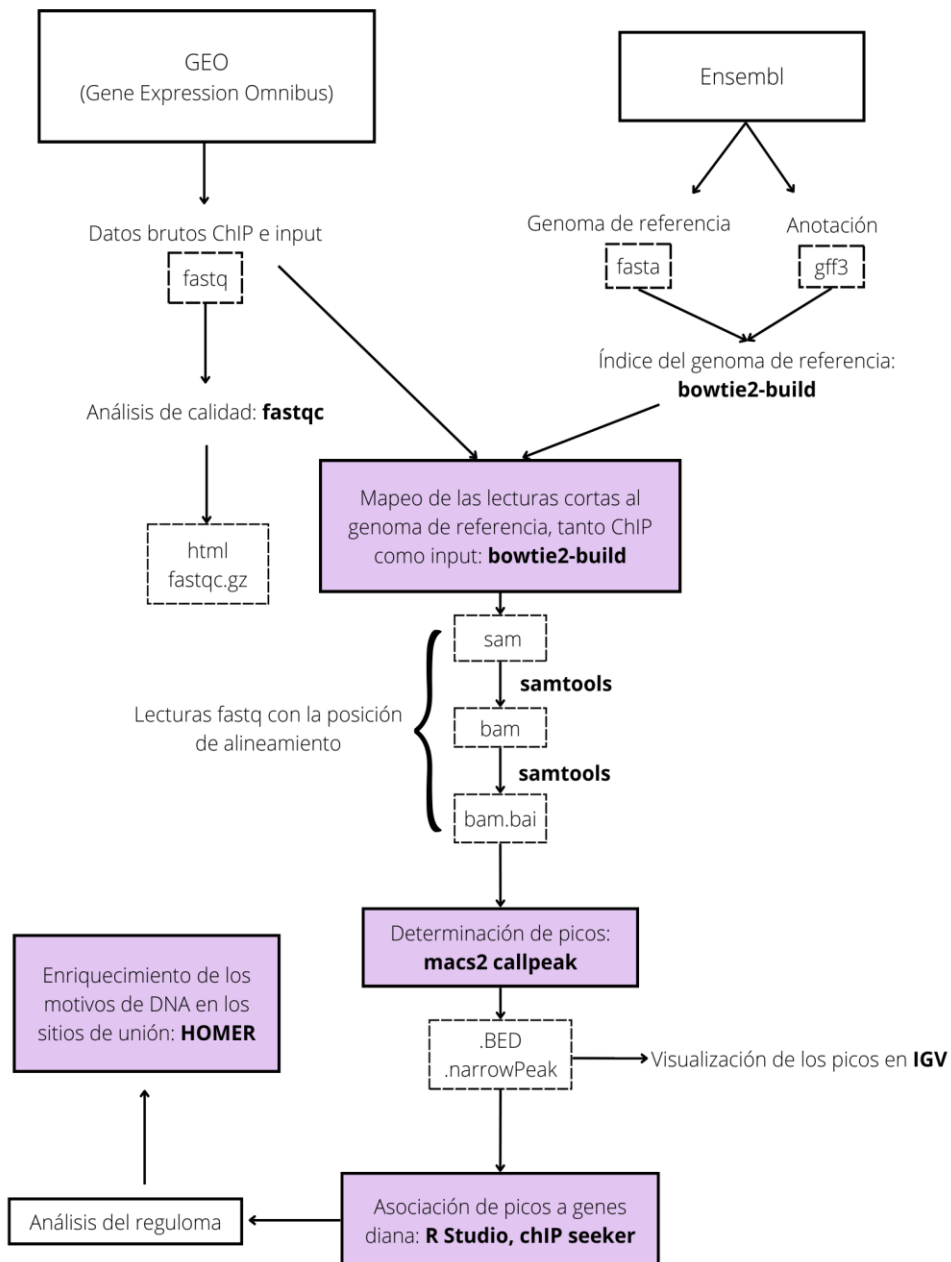 GEO
(Gene Expression Omnibus)
Ensembl
Datos brutos ChIP e input
fastq
Genoma de referencia
fasta
Anotación
gff3
Índice del genoma de referencia:
bowtie2-build
Análisis de calidad: fastqc
html
fastqc.gz
Mapeo de las lecturas cortas al
genoma de referencia, tanto ChIP
como input: bowtie2-build
sam
samtools
Lecturas fastq con la posición
de alineamiento
bam
samtools
bam.bai
Determinación de picos:
macs2 callpeak
.BED
.narrowPeak
Visualización de los picos en IGV
Asociación de picos a genes
diana: R Studio, chIP seeker
Análisis del reguloma
Enriquecimiento de los
motivos de DNA en los
sitios de unión: HOMER